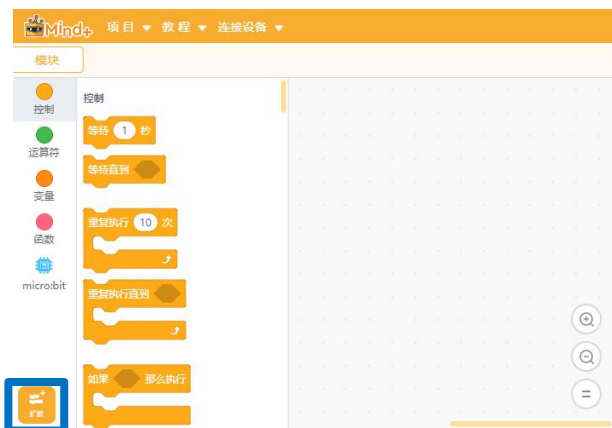 Mind+ 项目 教程 连接设备
模块
控制
运算符
变量
函数
micro:bit
扩展
控制
等待 1 秒
等待直到
重复执行 10 次
重复执行直到
如果 那么执行